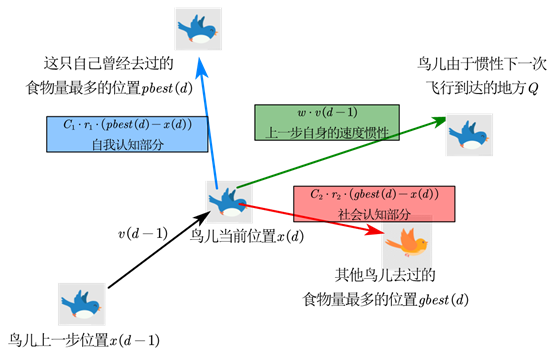 这只自己曾经去过的
食物量最多的位置pbest(d)
鸟儿由于惯性下一次
飞行到达的地方Q
C₁·r₁·(pbest(d)−x(d))
自我认知部分
w·v(d−1)
上一步自身的速度惯性
C₂·r₂·(gbest(d)−x(d))
社会认知部分
v(d−1)
鸟儿当前位置x(d)
其他鸟儿去过的
食物量最多的位置gbest(d)
鸟儿上一步位置x(d−1)